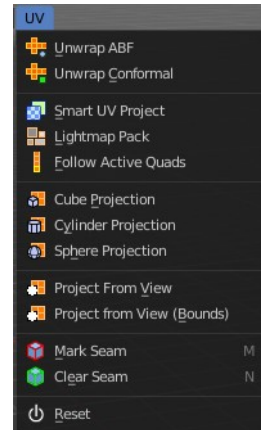 UV
Unwrap ABF
Unwrap Conformal
Smart UV Project
Lightmap Pack
Follow Active Quads
Cube Projection
Cylinder Projection
Sphere Projection
Project From View
Project from View (Bounds)
Mark Seam M
Clear Seam N
Reset